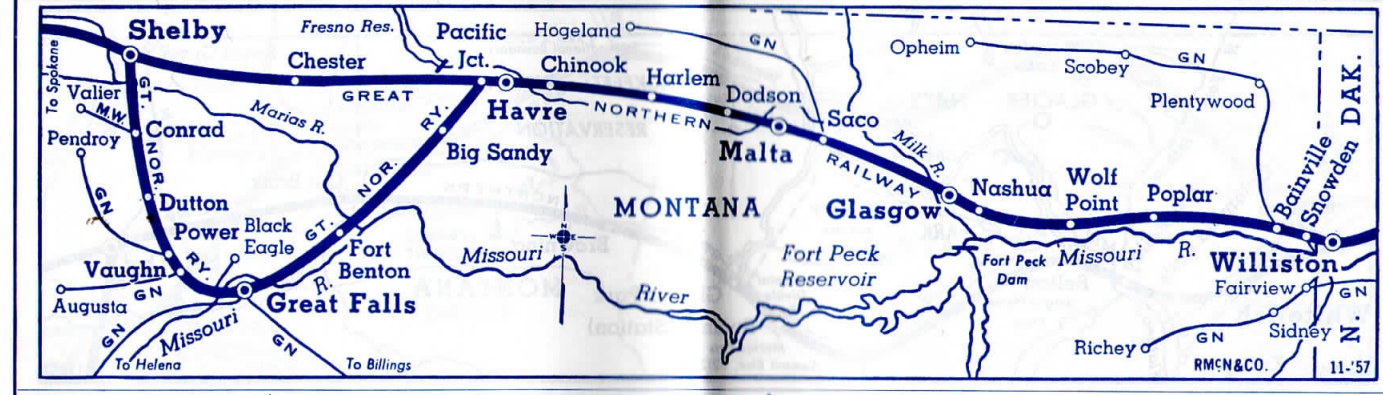 Shelby
Fresno Res.
Pacific
Jct.
Hogeland
GN
Opheim
Scobey
GN
Plentywood
To Spokane
Valier
M.W.
GT.
NOR.
RY.
Chester
GREAT
NORTHERN
RAILWAY
Havre
Chinook
Harlem
Dodson
Malta
Saco
Milk R.
Marias R.
Conrad
Pendroy
GN
Dutton
Power
Black
Eagle
Vaughn
Augusta
GN
GN
Missouri
R.
Great Falls
GN
To Helena
To Billings
GT.
NOR.
RY.
Big Sandy
Fort
Benton
MONTANA
N
W
E
S
Missouri
River
Fort Peck
Reservoir
Glasgow
Nashua
Wolf
Point
Poplar
Bainville
Snowden
N. DAK.
Fort Peck
Dam
Missouri
R.
Williston
Fairview
GN
Sidney
Richey
GN
RMcN&CO.
11-'57